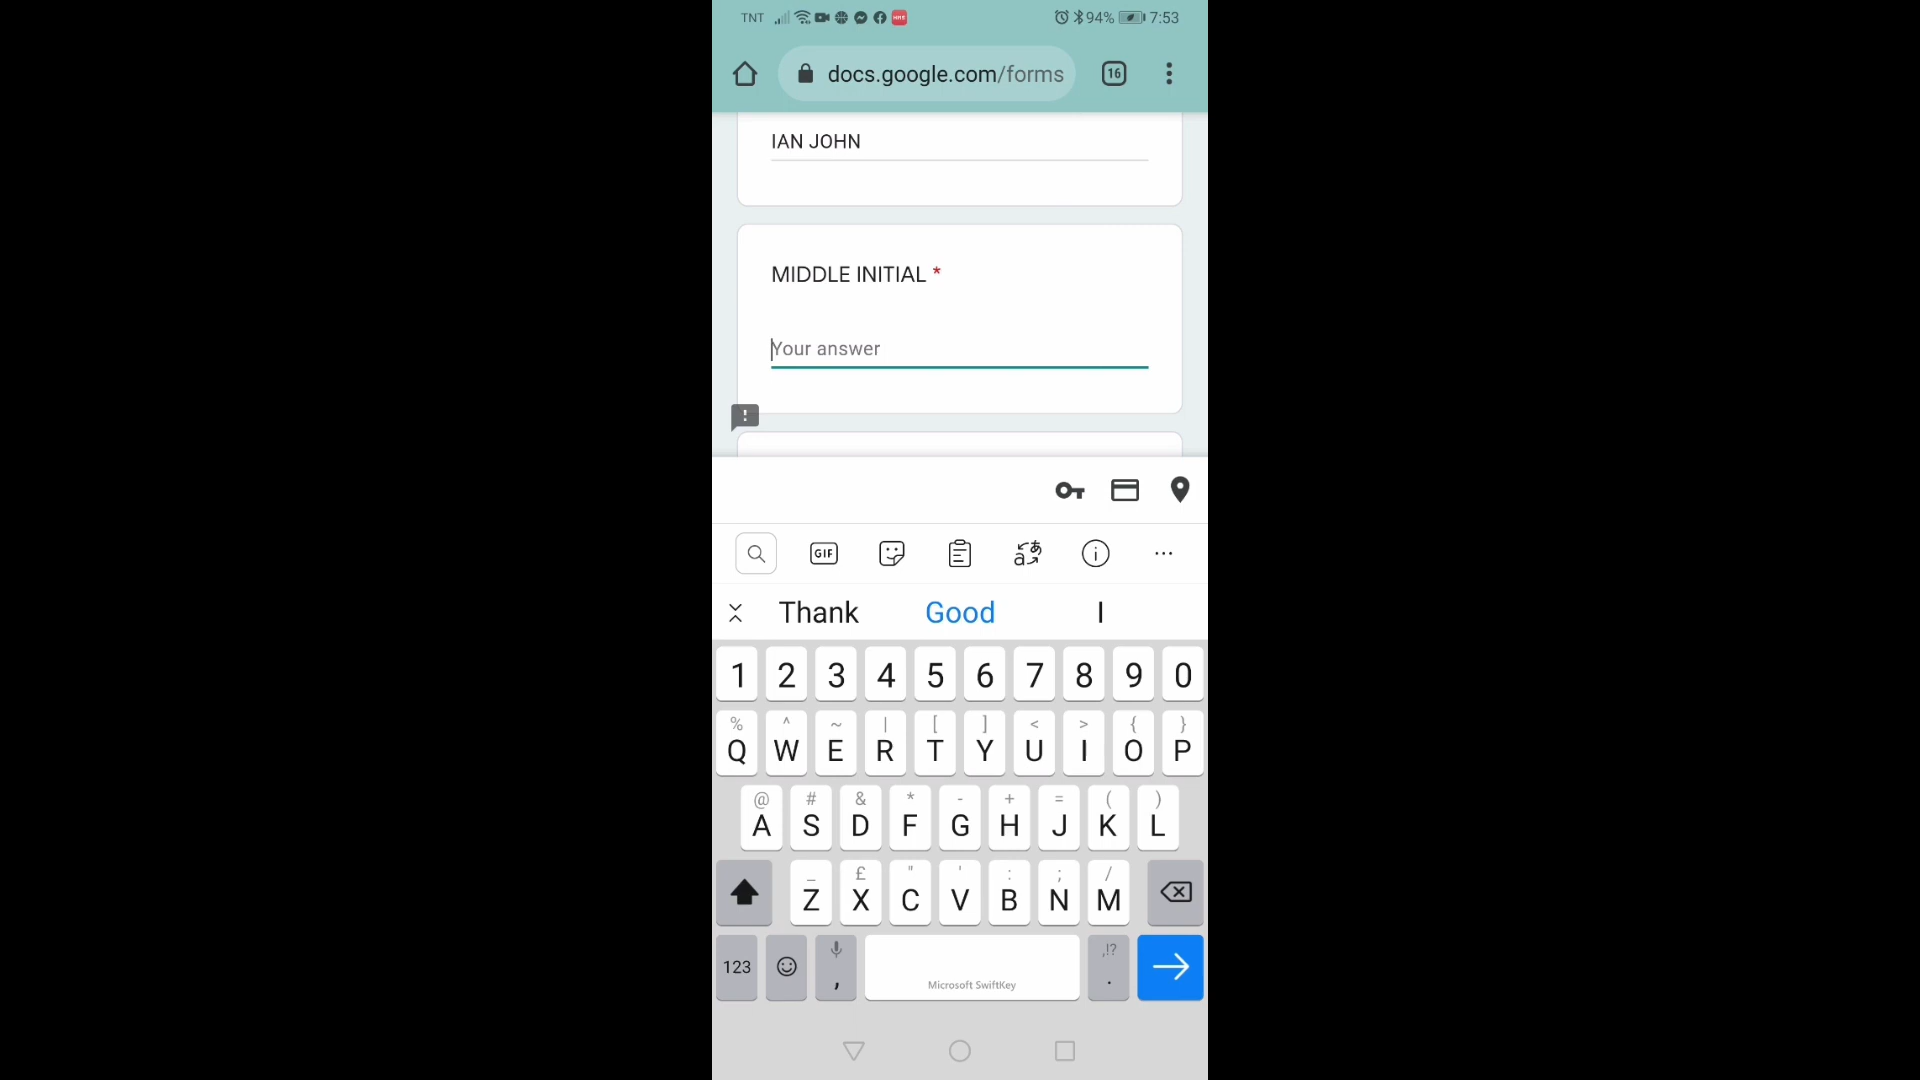 TNT 94% 7:53
docs.google.com/forms 16
IAN JOHN
MIDDLE INITIAL *
Your answer
!
GIF
Thank Good I
1 2 3 4 5 6 7 8 9 0
% ^ ~ | [ ] < > { }
Q W E R T Y U I O P
@ # & * - + = ( )
A S D F G H J K L
_ £ " ' : ; /
Z X C V B N M
123 , Microsoft SwiftKey ,!? .